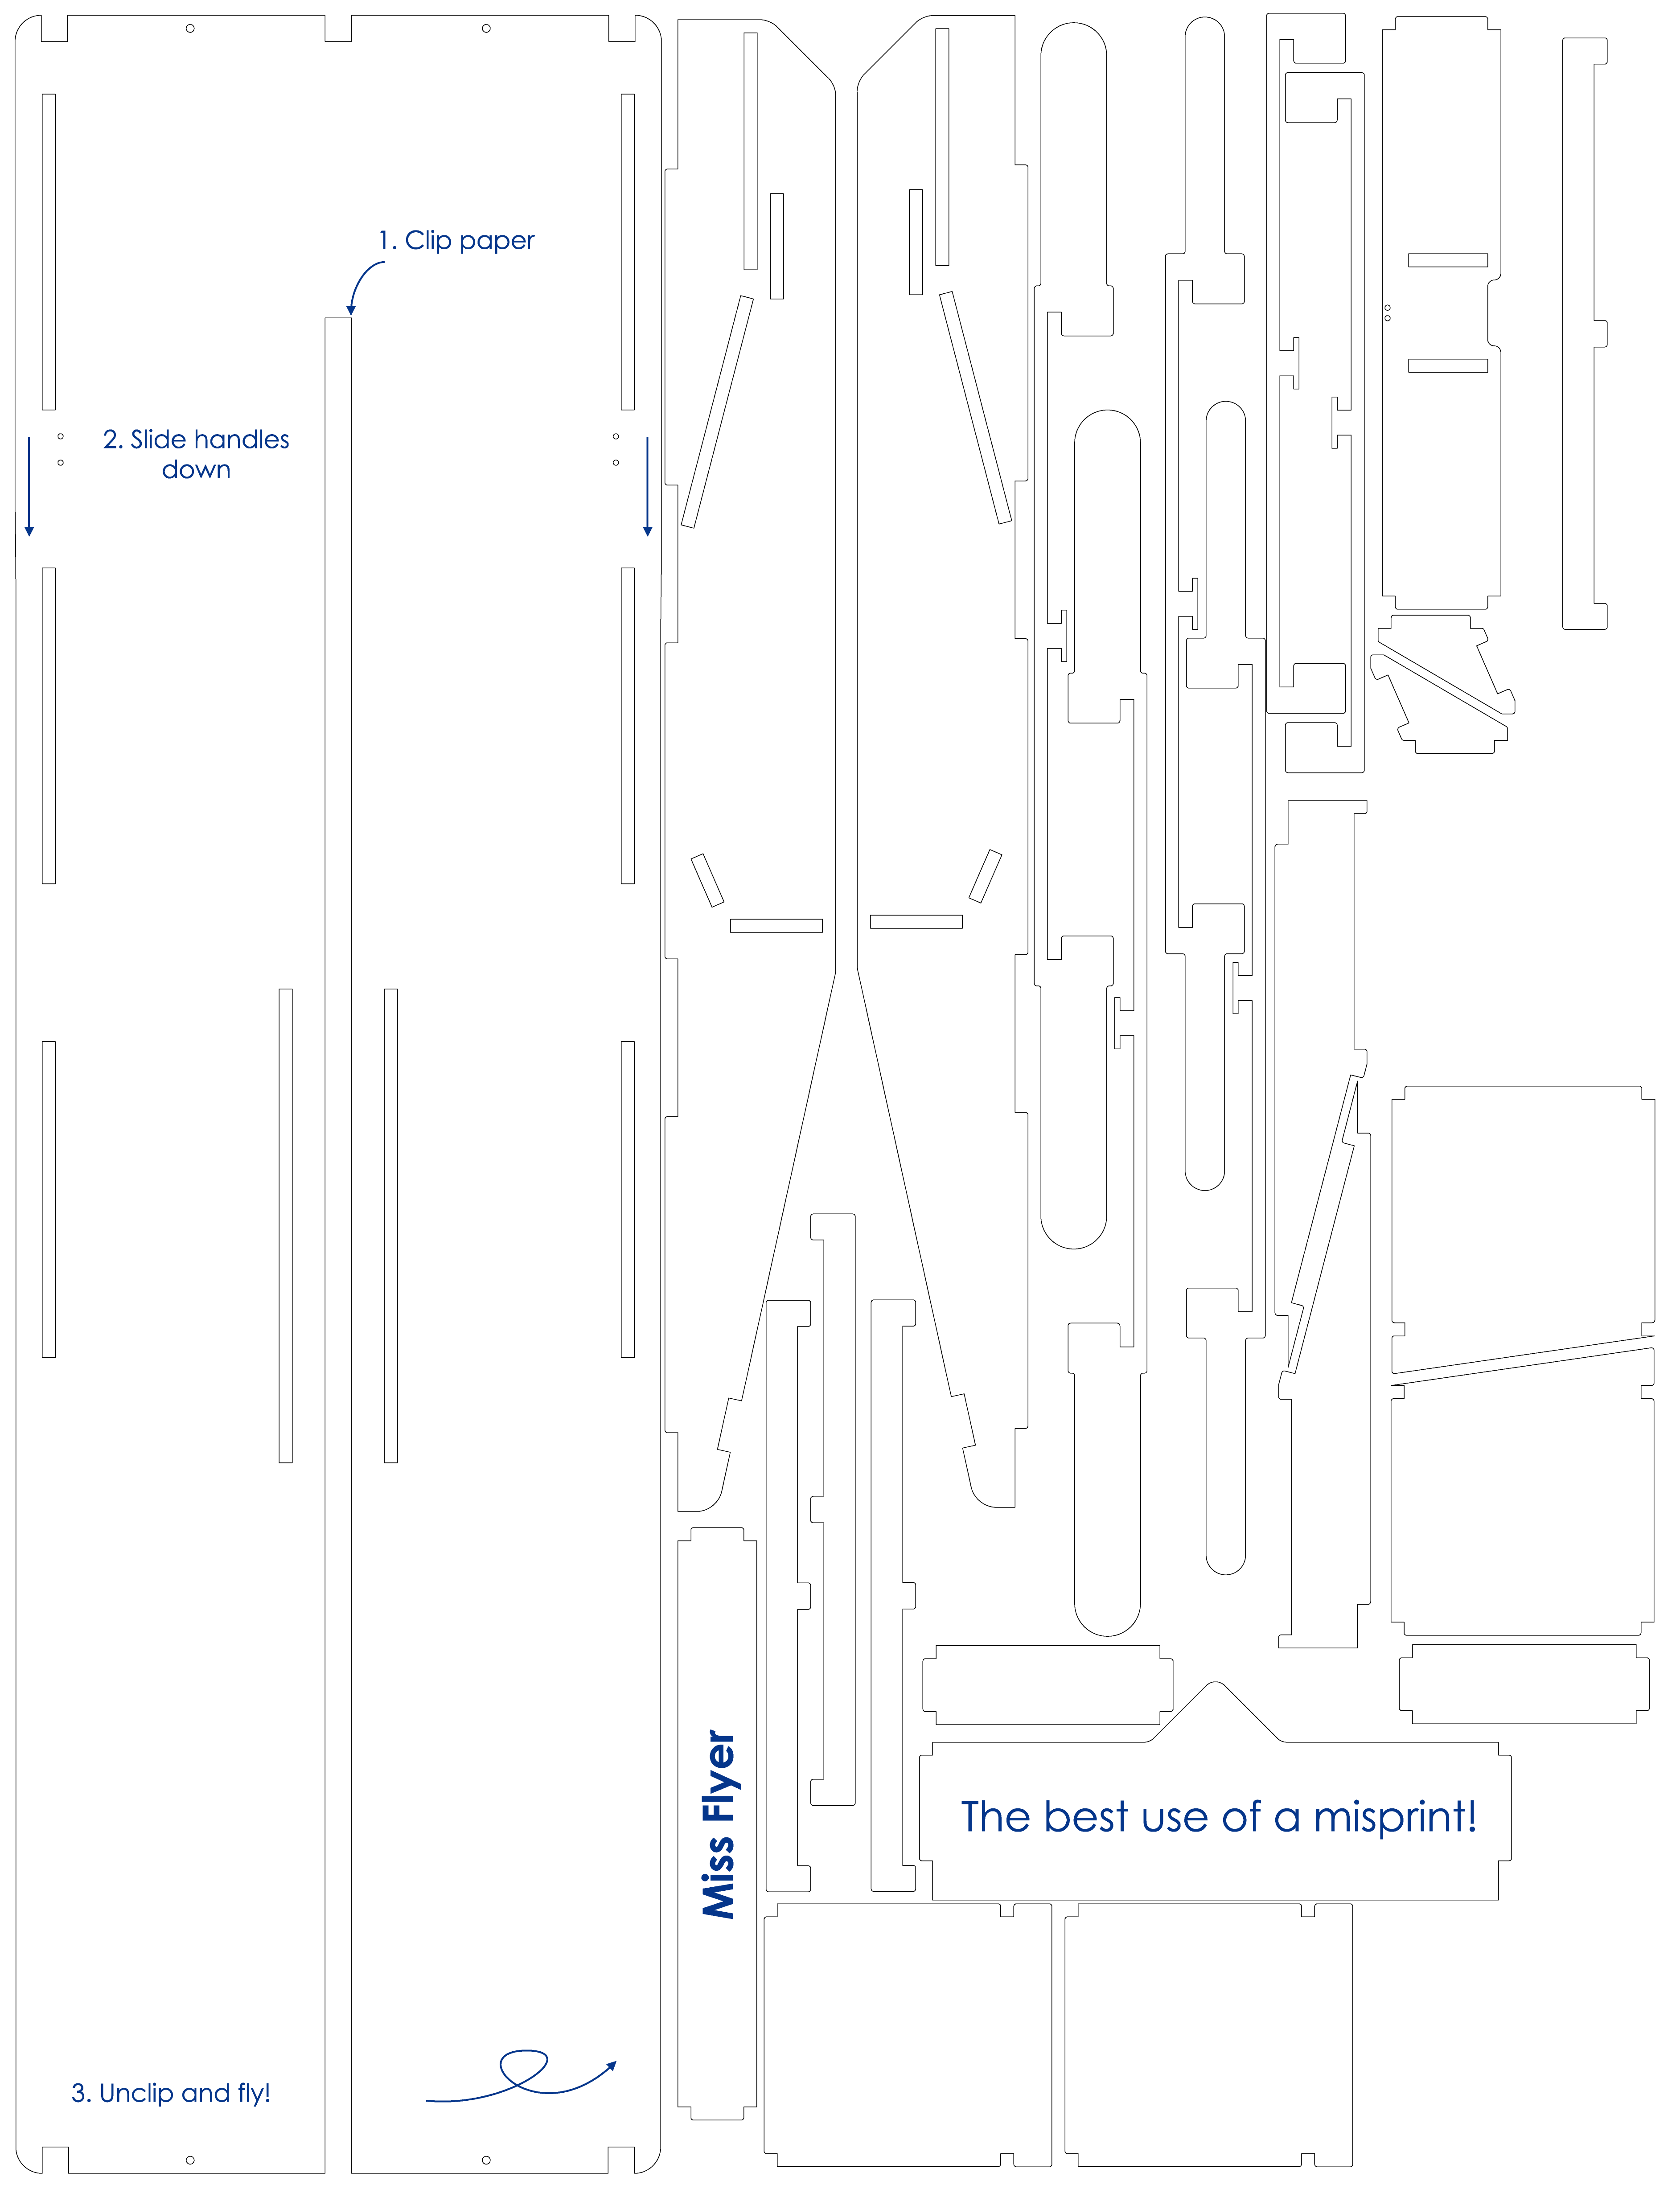 1. Clip paper
2. Slide handles
down
3. Unclip and fly!
Miss Flyer
The best use of a misprint!